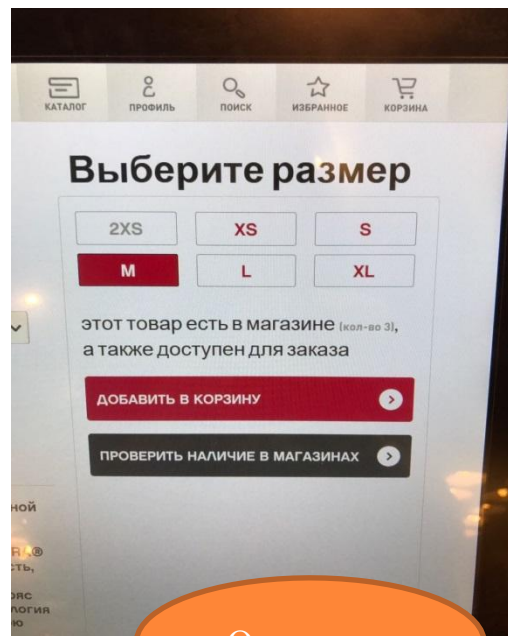 КАТАЛОГ ПРОФИЛЬ ПОИСК ИЗБРАННОЕ КОРЗИНА
Выберите размер
2XS XS S
M L XL
этот товар есть в магазине (кол-во 3),
а также доступен для заказа
ДОБАВИТЬ В КОРЗИНУ
ПРОВЕРИТЬ НАЛИЧИЕ В МАГАЗИНАХ